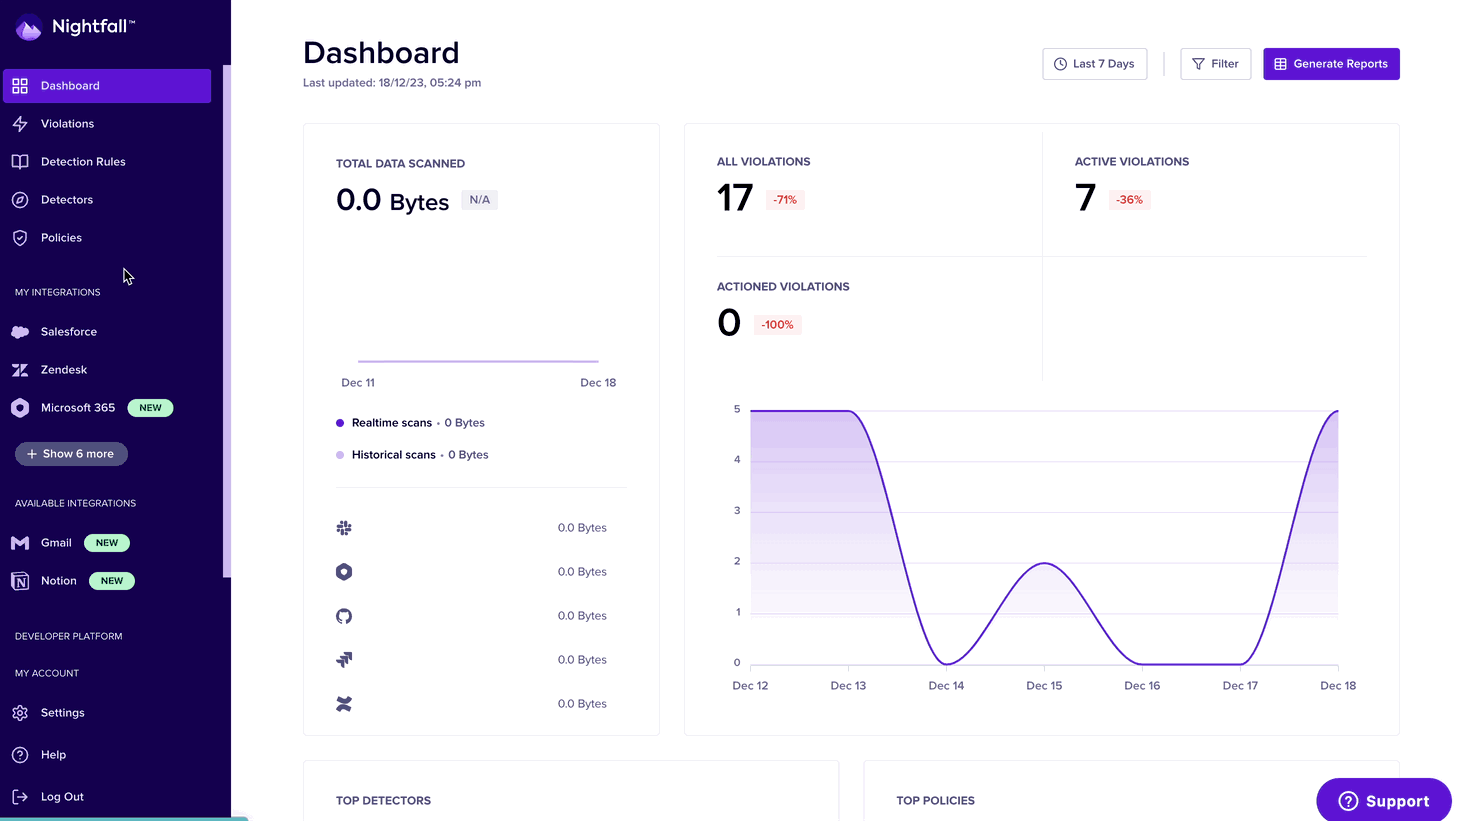 Nightfall™
Dashboard
Violations
Detection Rules
Detectors
Policies
MY INTEGRATIONS
Salesforce
Zendesk
Microsoft 365 NEW
+ Show 6 more
AVAILABLE INTEGRATIONS
Gmail NEW
Notion NEW
DEVELOPER PLATFORM
MY ACCOUNT
Settings
Help
Log Out
Dashboard
Last updated: 18/12/23, 05:24 pm
Last 7 Days
Filter
Generate Reports
TOTAL DATA SCANNED
0.0 Bytes N/A
Dec 11 Dec 18
Realtime scans • 0 Bytes
Historical scans • 0 Bytes
0.0 Bytes
0.0 Bytes
0.0 Bytes
0.0 Bytes
0.0 Bytes
ALL VIOLATIONS
17 -71%
ACTIVE VIOLATIONS
7 -36%
ACTIONED VIOLATIONS
0 -100%
5
4
3
2
1
0
Dec 12 Dec 13 Dec 14 Dec 15 Dec 16 Dec 17 Dec 18
TOP DETECTORS
TOP POLICIES
Support